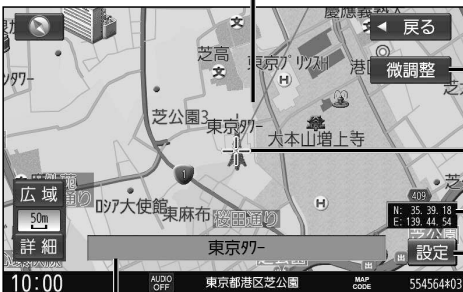 慶應義塾
戻る
微調整
芝高
東京プリンスH
港
ンタワー
芝公園3
東京タワー
大本山増上寺
1
409
N: 35. 39. 18
E: 139. 44. 54
広域
50m
詳細
ロシア大使館
東麻布
桜田通り
芝公園
東京タワー
設定
10:00
AUDIO OFF
東京都港区芝公園
MAP CODE
554564*03